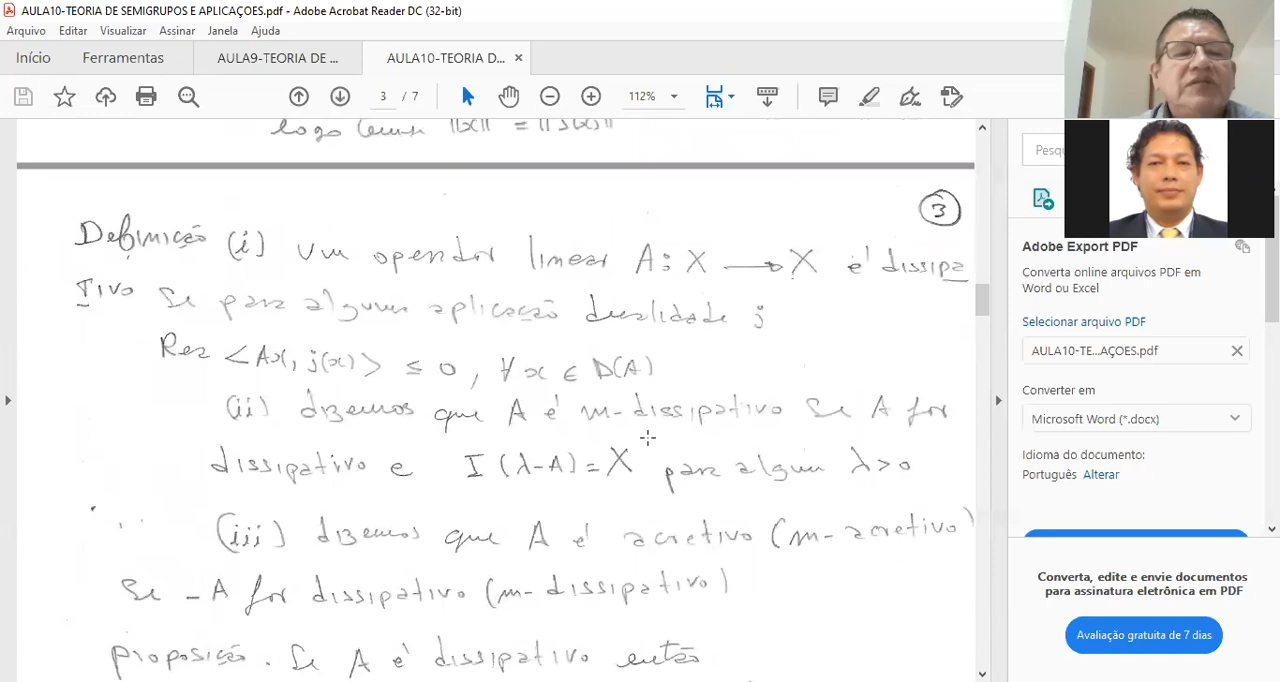 AULA10-TEORIA DE SEMIGRUPOS E APLICAÇOES.pdf - Adobe Acrobat Reader DC (32-bit)
Arquivo Editar Visualizar Assinar Janela Ajuda
Início Ferramentas AULA9-TEORIA DE ... AULA10-TEORIA D... ×
3 / 7 112%
logo ||x|| =
3
Definição (i) Um operador linear A: X → X é dissipa
tivo se para alguma aplicação dualidade j
Re <Ax, j(x)> ≤ 0, ∀ x ∈ D(A)
(ii) dizemos que A é m-dissipativo se A for
dissipativo e I(λ-A) = X para algum λ>0
(iii) dizemos que A é acretivo (m-acretivo)
se -A for dissipativo (m-dissipativo)
proposição. Se A é dissipativo então
Pesqu
Adobe Export PDF
Converta online arquivos PDF em
Word ou Excel
Selecionar arquivo PDF
AULA10-TE...AÇOES.pdf
Converter em
Microsoft Word (*.docx)
Idioma do documento:
Português Alterar
Converta, edite e envie documentos
para assinatura eletrônica em PDF
Avaliação gratuita de 7 dias